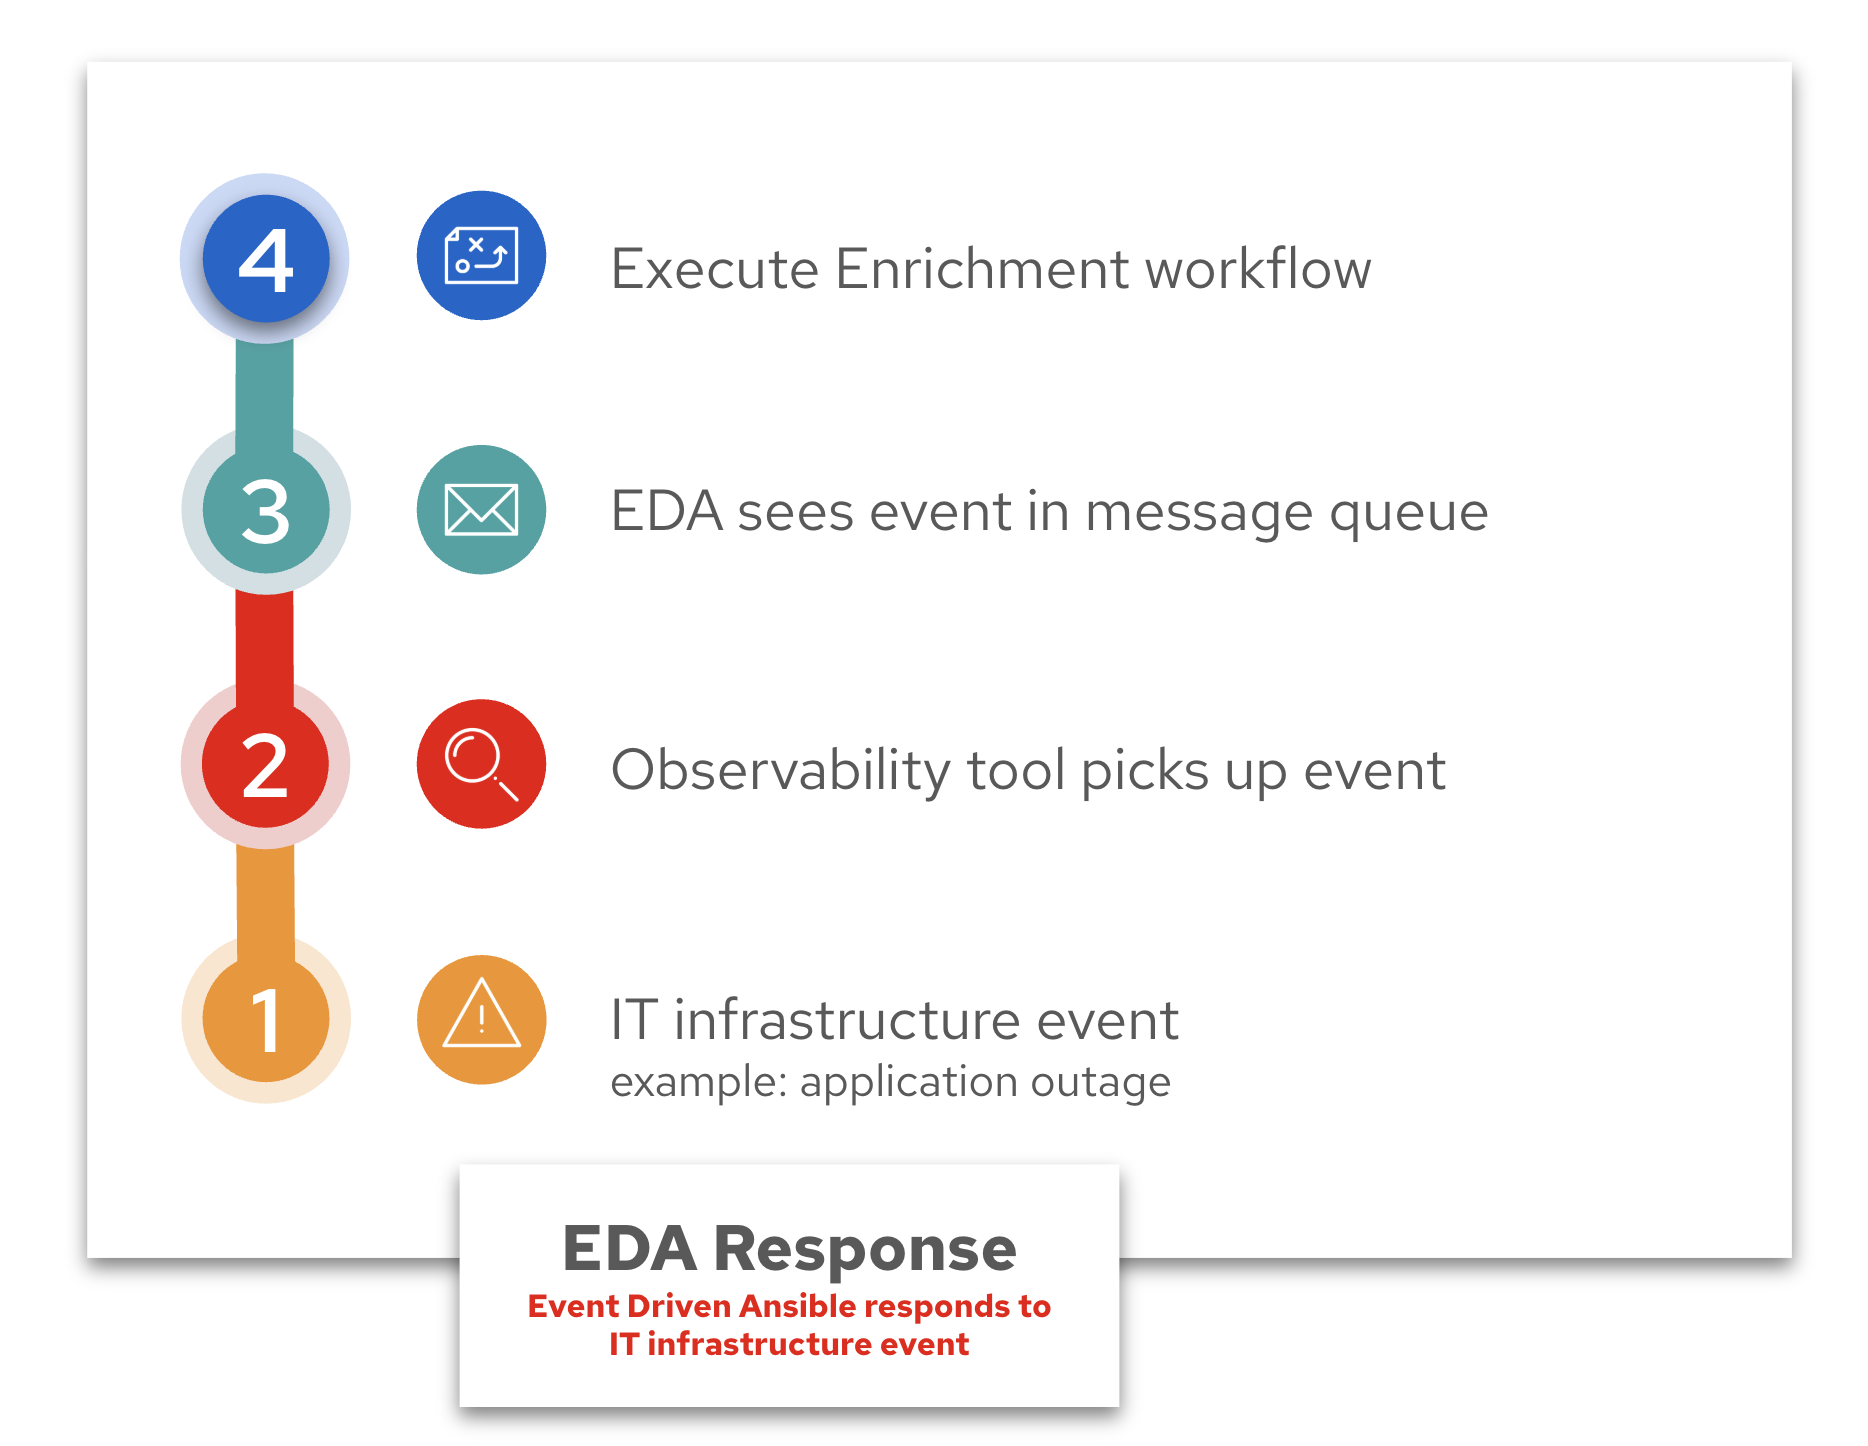 4
Execute Enrichment workflow
3
EDA sees event in message queue
2
Observability tool picks up event
1
IT infrastructure event
example: application outage
EDA Response
Event Driven Ansible responds to
IT infrastructure event